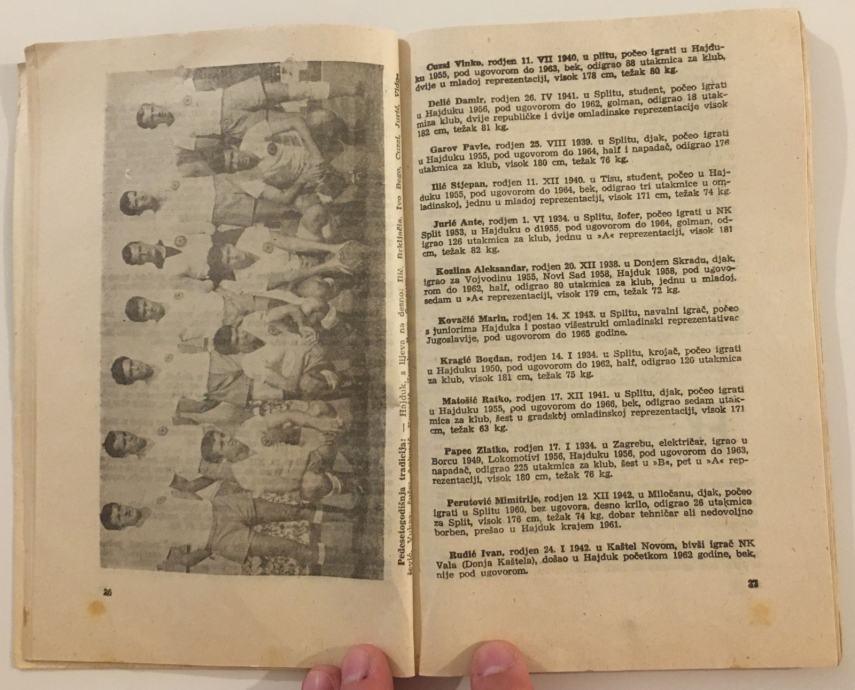 Pedesetogodišnja tradicija: — Hajduk, s lijeva na desno: Ilić, Brkljačić, Ivo Bego, Cuzzi, Jurić, Vidoš-
26
Cuzzi Vinko, rodjen 11. VII 1940. u plitu, počeo igrati u Hajdu-
ku 1955, pod ugovorom do 1963, bek, odigrao 88 utakmica za klub,
dvije u mladoj reprezentaciji, visok 178 cm, težak 80 kg.
Delić Damir, rodjen 26. IV 1941. u Splitu, student, počeo igrati
u Hajduku 1956, pod ugovorom do 1962, golman, odigrao 18 utak-
miza za klub, dvije republičke i dvije omladinske reprezentacije visok
182 cm, težak 81 kg.
Garov Pavle, rodjen 25. VIII 1939. u Splitu, djak, počeo igrati
u Hajduku 1955, pod ugovorom do 1964, half i napadač, odigrao 176
utakmica za klub, visok 180 cm, težak 76 kg.
Ilić Stjepan, rodjen 11. XII 1940. u Tisu, student, počeo u Haj-
duku 1955, pod ugovorom do 1964, bek, odigrao tri utakmice u om-
ladinskoj, jednu u mladoj reprezentaciji, visok 171 cm, težak 74 kg.
Jurić Ante, rodjen 1. VI 1934. u Splitu, šofer, počeo igrati u NK
Split 1953, u Hajduku o d1955, pod ugovorom do 1964, golman, od-
igrao 126 utakmica za klub, jednu u »A« reprezentaciji, visok 181
cm, težak 82 kg.
Kozlina Aleksandar, rodjen 20. XII 1938. u Donjem Skradu, djak,
igrao za Vojvodinu 1955, Novi Sad 1958, Hajduk 1958, pod ugovo-
rom do 1962, half, odigrao 80 utakmica za klub, jednu u mladoj,
sedam u »A« reprezentaciji, visok 179 cm, težak 72 kg.
Kovačić Marin, rodjen 14. X 1943. u Splitu, navalni igrač, počeo
s juniorima Hajduka i postao višestruki omladinski reprezentativac
Jugoslavije, pod ugovorom do 1965 godine.
Kragić Bogdan, rodjen 14. I 1934. u Splitu, krojač, počeo igrati
u Hajduku 1950, pod ugovorom do 1962, half, odigrao 126 utakmica
za klub, visok 181 cm, težak 75 kg.
Matošić Ratko, rodjen 17. XII 1941. u Splitu, djak, počeo igrati
u Hajduku 1955, pod ugovorom do 1966, bek, odigrao sedam utak-
mica za klub, šest u gradskoj omladinskoj reprezentaciji, visok 171
cm, težak 63 kg.
Papec Zlatko, rodjen 17. I 1934. u Zagrebu, električar, igrao u
Borcu 1949, Lokomotivi 1956, Hajduku 1956, pod ugovorom do 1963,
napadač, odigrao 225 utakmica za klub, šest u »B«, pet u »A« rep-
rezentaciji, visok 180 cm, težak 76 kg.
Perutović Mimitrije, rodjen 12. XII 1942. u Miločanu, djak, počeo
igrati u Splitu 1960, bez ugovora, desno krilo, odigrao 26 utakmica
za Split, visok 176 cm, težak 74 kg. dobar tehničar ali nedovoljno
borben, prešao u Hajduk krajem 1961.
Rudić Ivan, rodjen 24. I 1942. u Kaštel Novom, bivši igrač NK
Vala (Donja Kaštela), došao u Hajduk početkom 1962 godine, bek,
nije pod ugovorom.
27